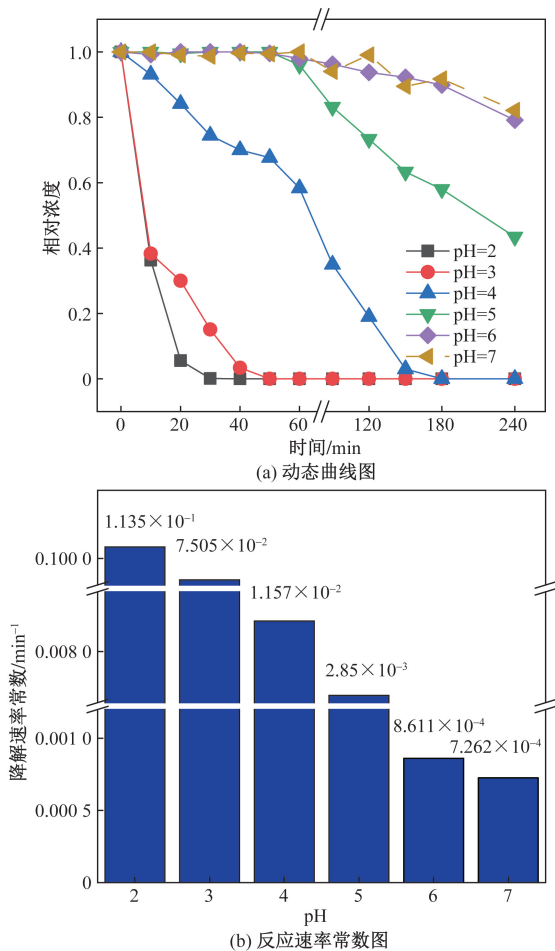 1.0
0.8
0.6
0.4
0.2
0
相对浓度
pH=2
pH=3
pH=4
pH=5
pH=6
pH=7
0 20 40 60 120 180 240
时间/min
(a) 动态曲线图
1.135×10⁻¹
7.505×10⁻²
1.157×10⁻²
2.85×10⁻³
8.611×10⁻⁴
7.262×10⁻⁴
0.100 0
0.008 0
0.001 0
0.000 5
0
降解速率常数/min⁻¹
2 3 4 5 6 7
pH
(b) 反应速率常数图